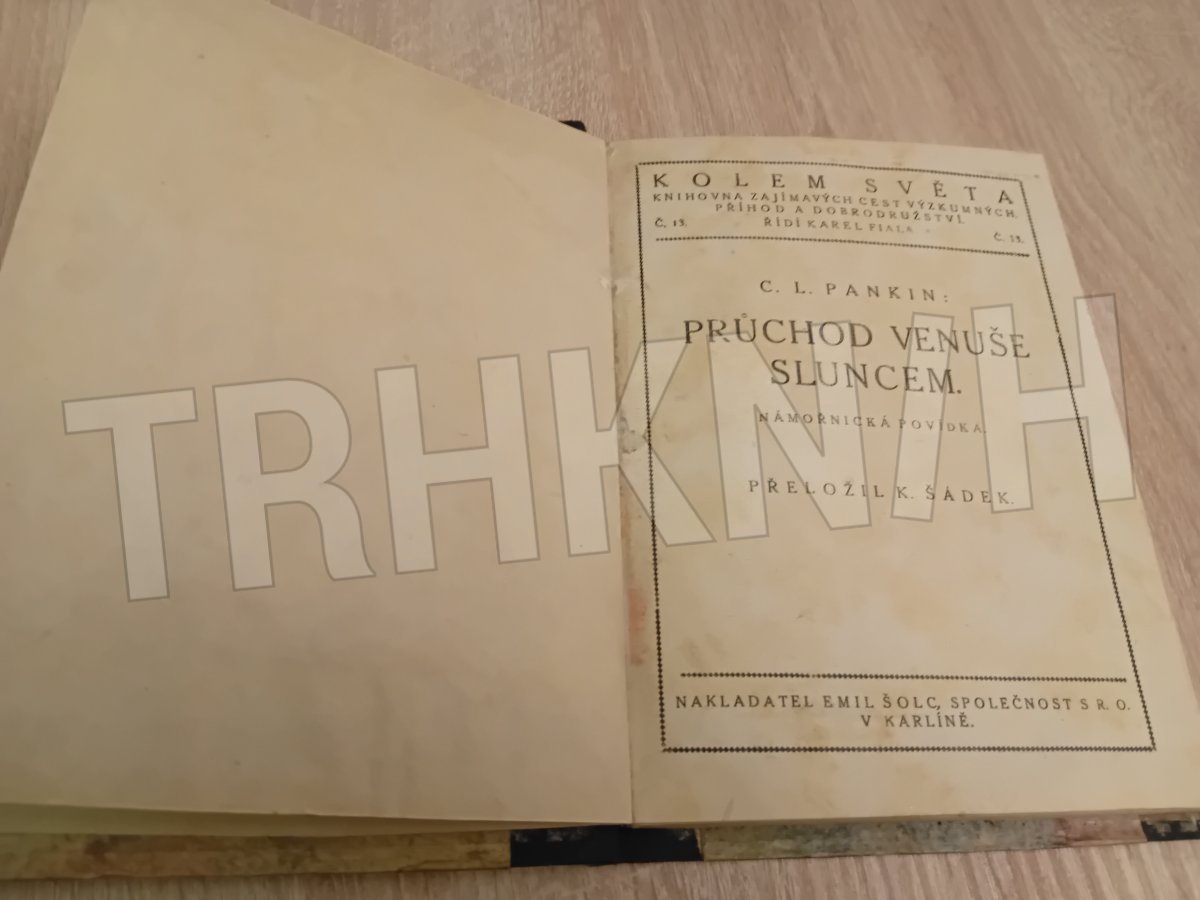 KOLEM SVĚTA
KNIHOVNA ZAJÍMAVÝCH CEST VÝZKUMNÝCH,
PŘÍHOD A DOBRODRUŽSTVÍ.
Č. 13. ŘÍDÍ KAREL FIALA Č. 13.
C. L. PANKIN:
PRŮCHOD VENUŠE
SLUNCEM.
NÁMOŘNICKÁ POVÍDKA.
PŘELOŽIL K. ŠÁDEK.
NAKLADATEL EMIL ŠOLC, SPOLEČNOST S R. O.
V KARLÍNĚ.
TRHKNIH